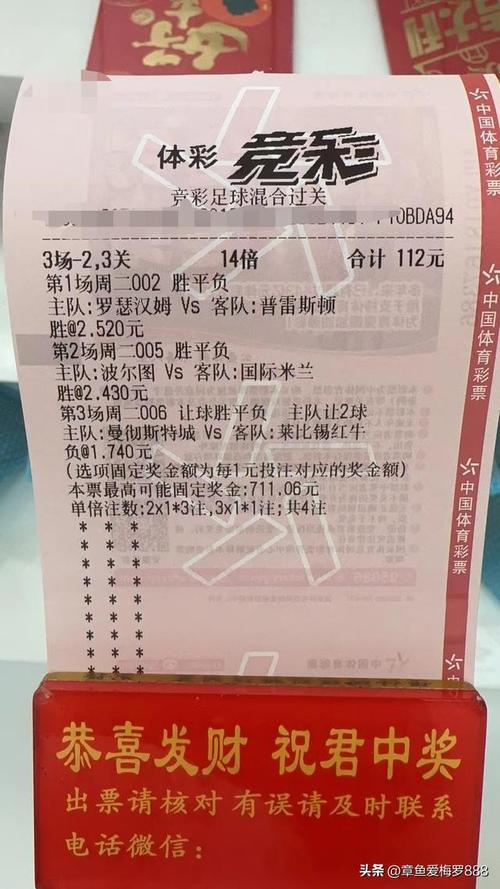 体彩 竞彩
竞彩足球混合过关
110BDA94
3场-2,3关 14倍 合计 112元
第1场周二002 胜平负
主队:罗瑟汉姆 Vs 客队:普雷斯顿
胜@2.520元
第2场周二005 胜平负
主队:波尔图 Vs 客队:国际米兰
胜@2.430元
第3场周二006 让球胜平负 主队让2球
主队:曼彻斯特城 Vs 客队:莱比锡红牛
负@1.740元
(选项固定奖金额为每1元投注对应的奖金额)
本票最高可能固定奖金:711.06元
单倍注数:2x1*3注,3x1*1注;共4注
* * *
* * *
* * *
* * *
* * *
* * *
* * *
* * *
中国体育彩票
中国体育彩票
中国体育彩票
恭喜发财 祝君中奖
出票请核对 有误请及时联系
电话微信:
头条 @章鱼爱梅罗888